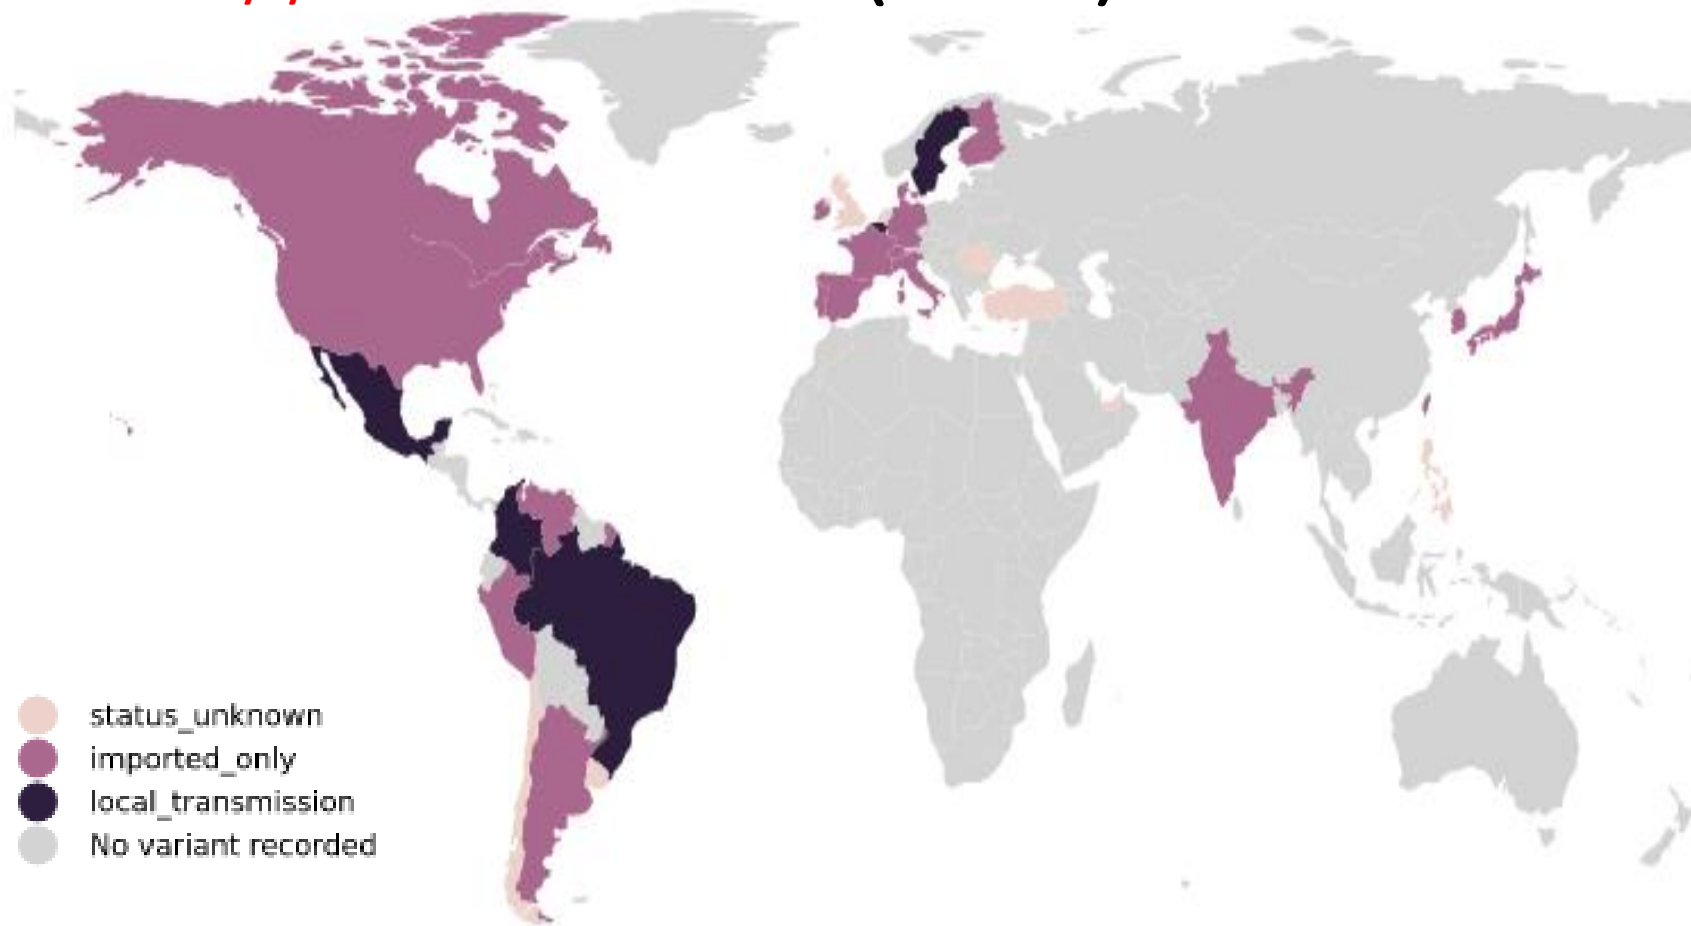 status_unknown
imported_only
local_transmission
No variant recorded